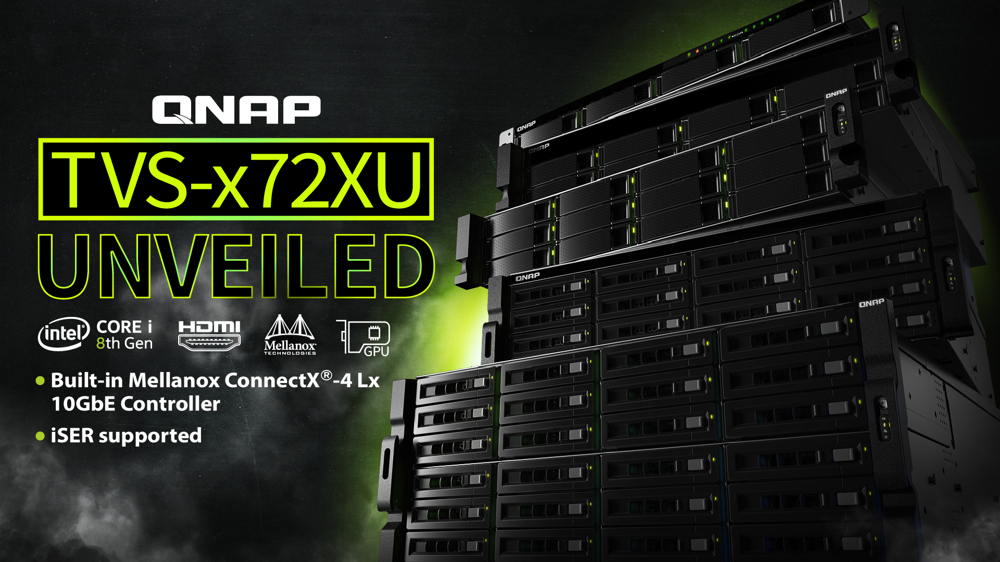 QNAP
TVS-x72XU
UNVEILED
intel® CORE i
8th Gen
HDMI
Mellanox®
TECHNOLOGIES
GPU
Built-in Mellanox ConnectX®-4 Lx
10GbE Controller
iSER supported
QNAP
QNAP
QNAP
QNAP
QNAP